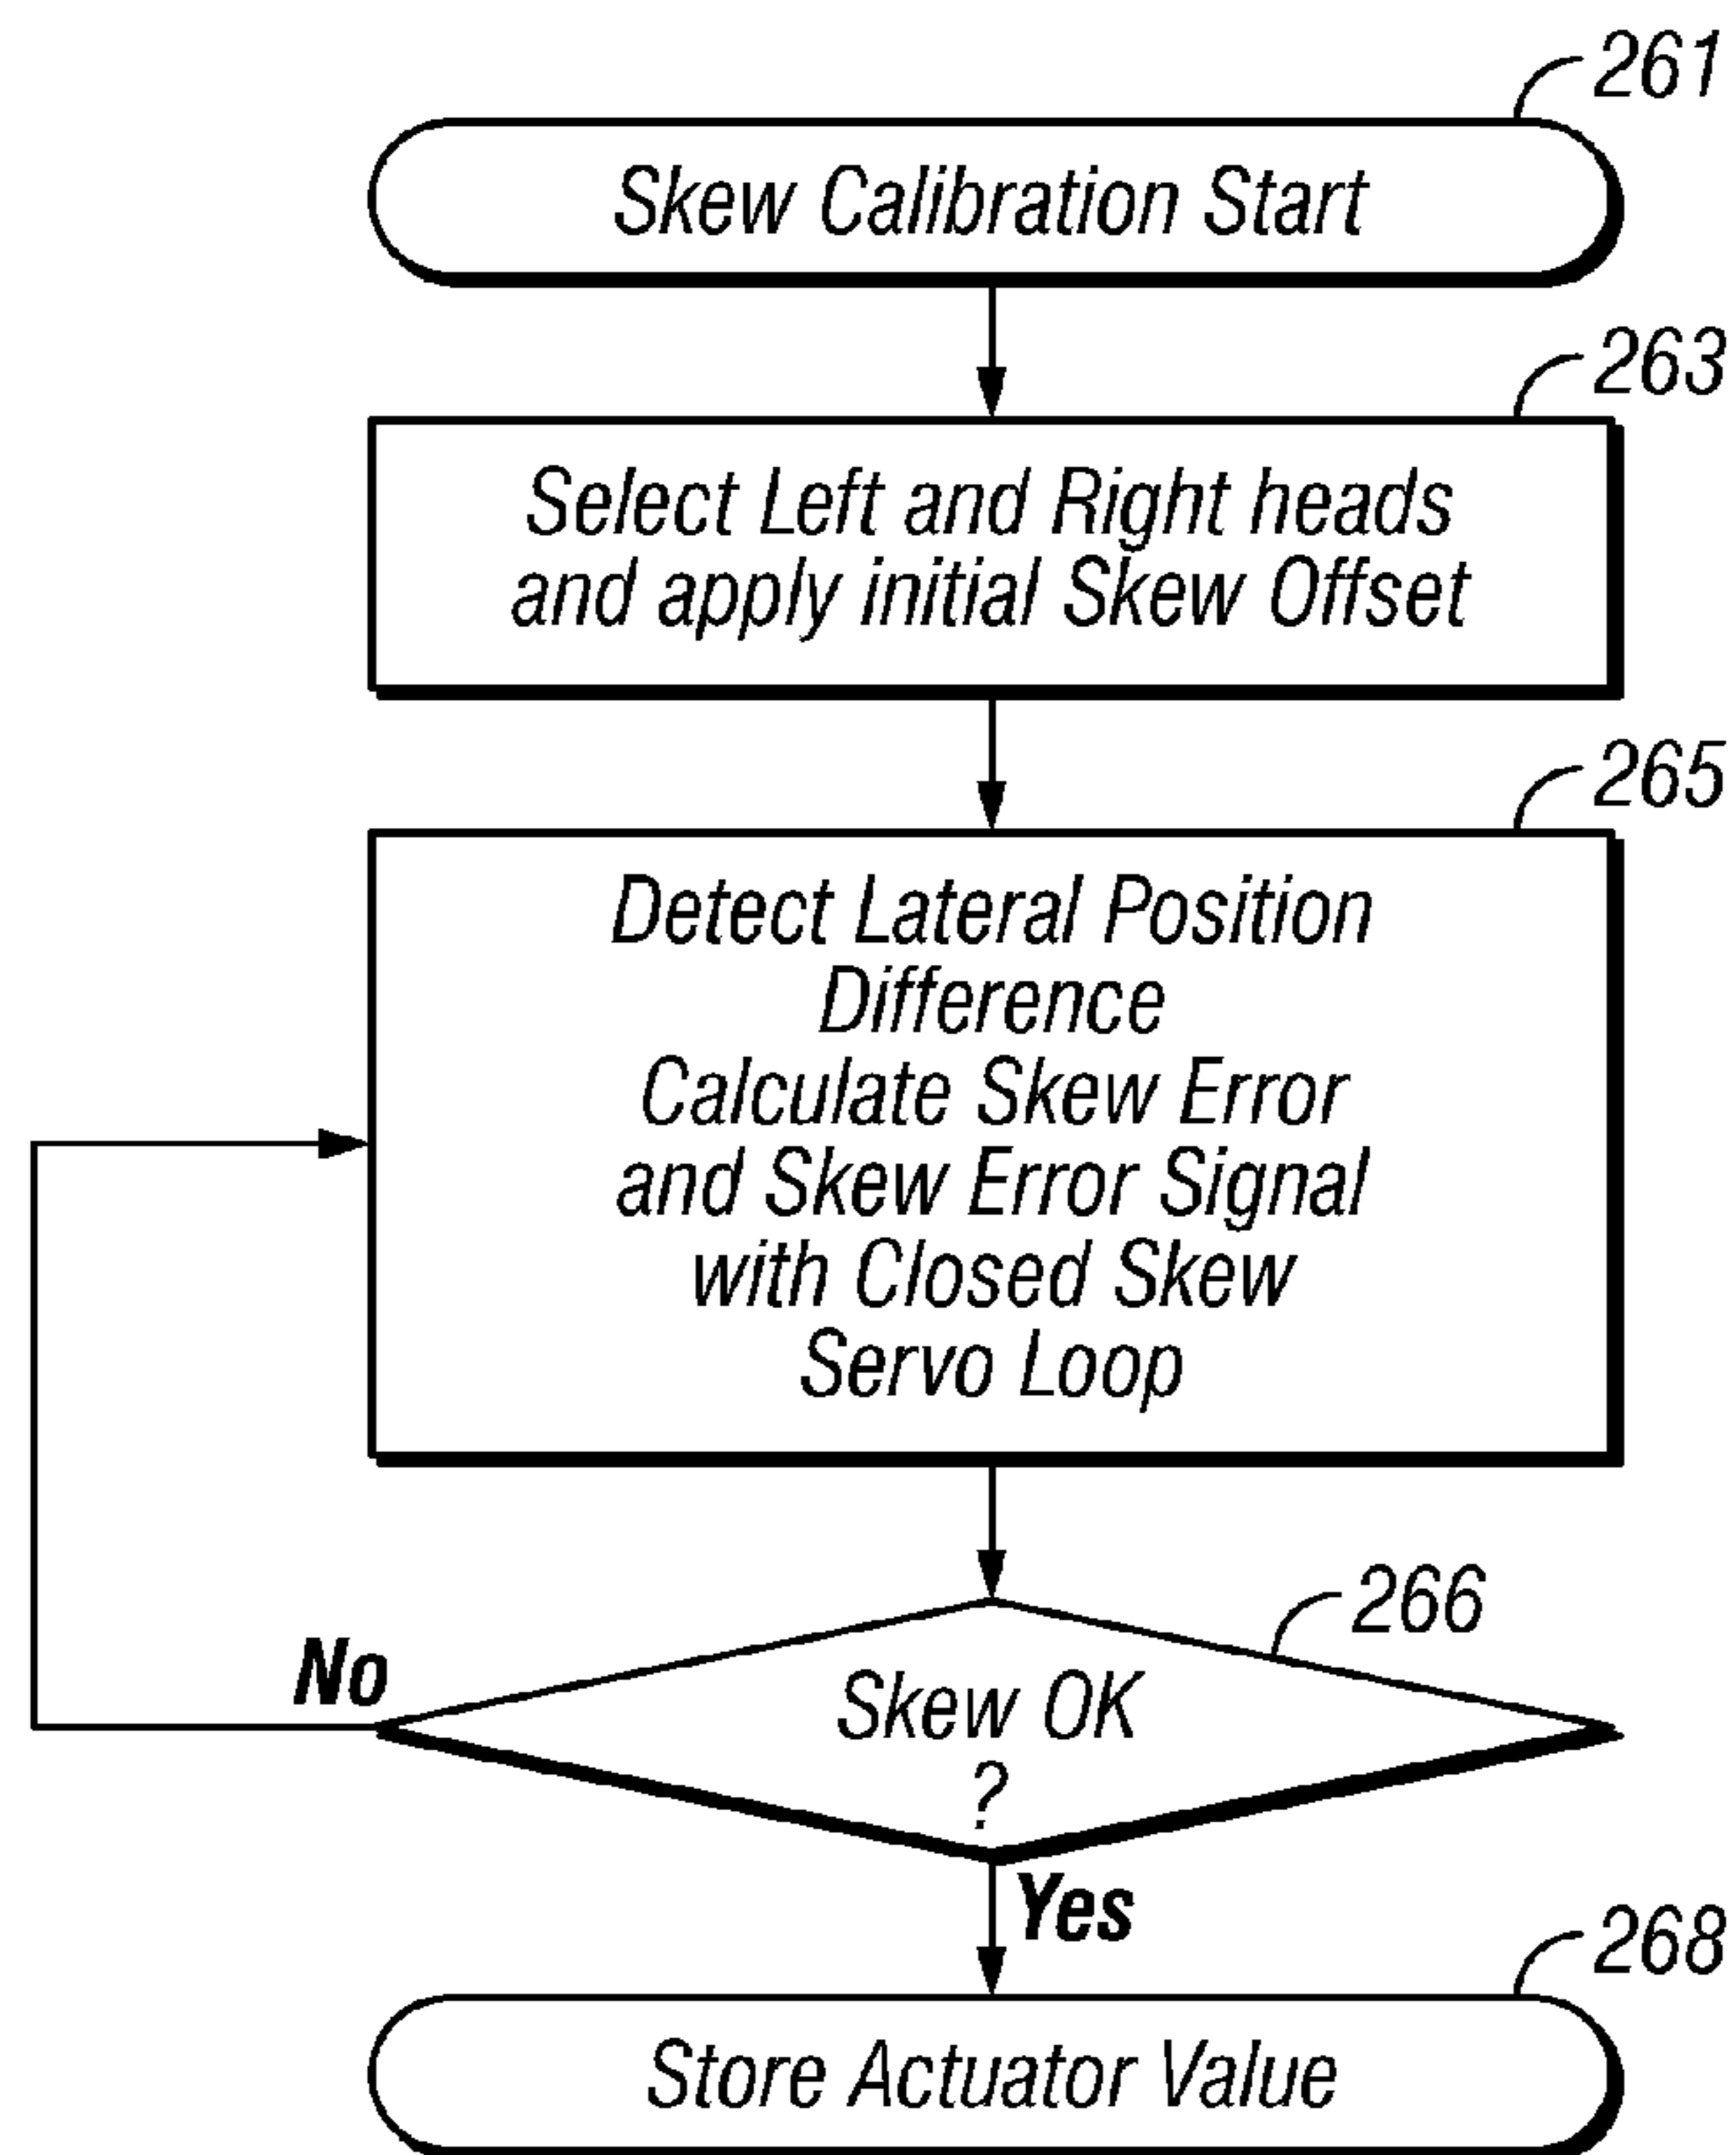 261
Skew Calibration Start
263
Select Left and Right heads
and apply initial Skew Offset
265
Detect Lateral Position
Difference
Calculate Skew Error
and Skew Error Signal
with Closed Skew
Servo Loop
266
No
Skew OK
?
Yes
268
Store Actuator Value